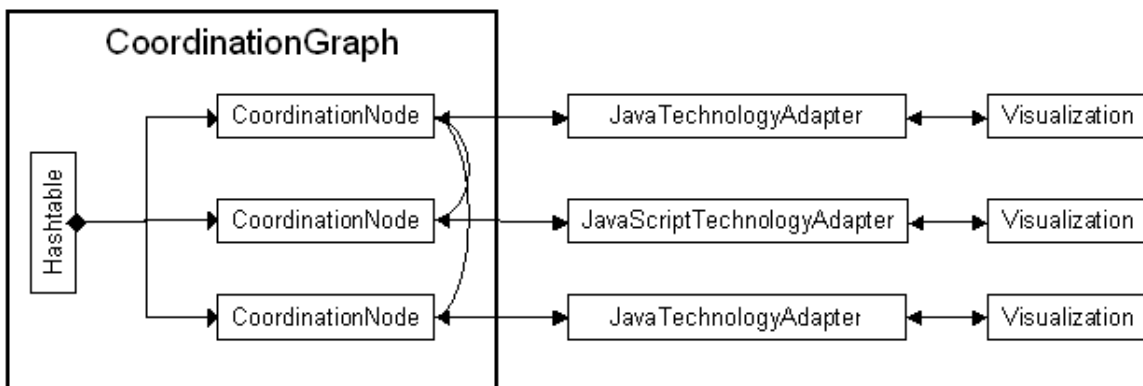 CoordinationGraph
Hashtable
CoordinationNode
JavaTechnologyAdapter
Visualization
CoordinationNode
JavaScriptTechnologyAdapter
Visualization
CoordinationNode
JavaTechnologyAdapter
Visualization